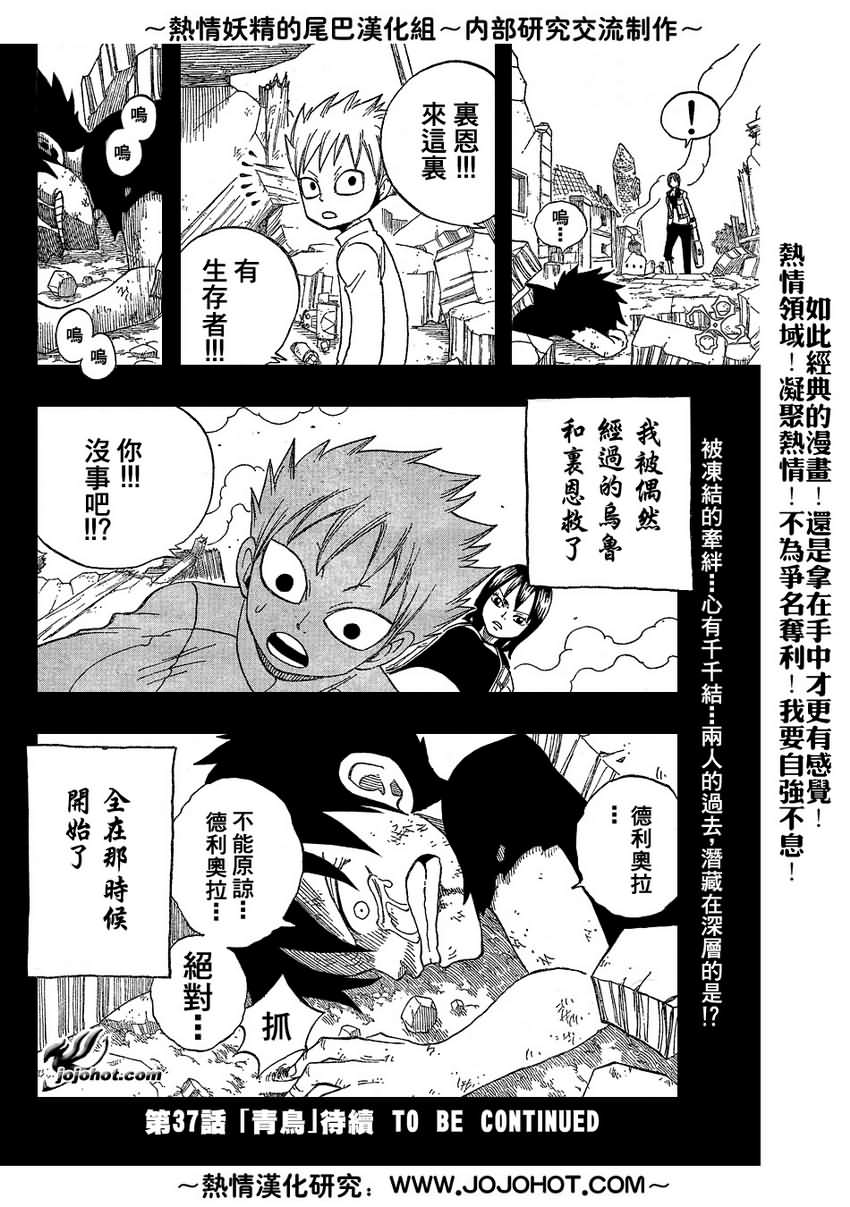 ～熱情妖精的尾巴漢化組～内部研究交流制作～
！
嗚…
裏恩!!!
來這裏
有
生存者!!!
嗚
嗚
嗚
嗚
我被偶然
經過的烏魯
和裏恩救了
你!!!
沒事吧!!?
被凍結的牽絆…心有千千結…兩人的過去,潛藏在深層的是!?
…
德利奧拉
不能原諒…
德利奧拉
絕對…
抓
全在那時候
開始了
如此經典的漫畫！還是拿在手中才更有感覺！
熱情領域！凝聚熱情！不為爭名奪利！我要自強不息！
jojohot.com
第37話「青鳥」待續 TO BE CONTINUED
～熱情漢化研究：WWW.JOJOHOT.COM～